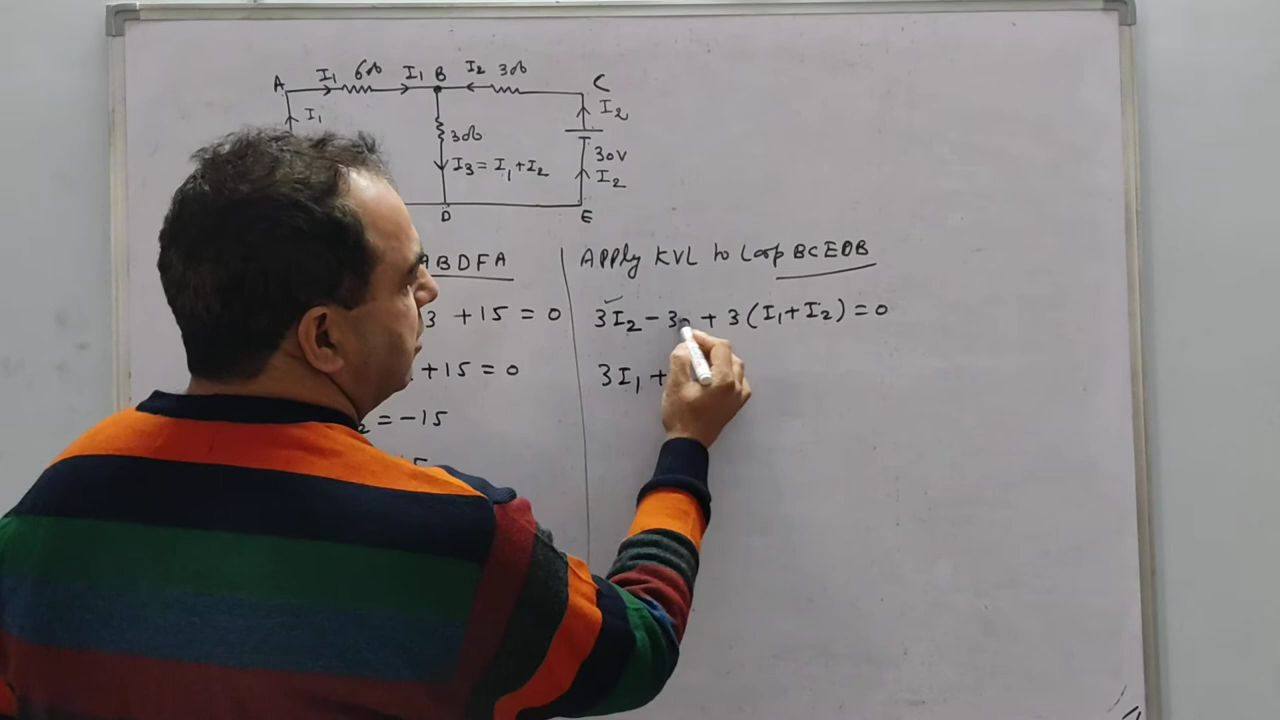 A I₁ 6Ω I₁ B I₂ 3Ω C
I₁ I₂
3Ω 30V
I₃ = I₁ + I₂ I₂
D E
ABDFA
Apply KVL to Loop BCEDB
3 + 15 = 0
3I₂ - 30 + 3(I₁ + I₂) = 0
+ 15 = 0
3I₁ +
₂ = -15